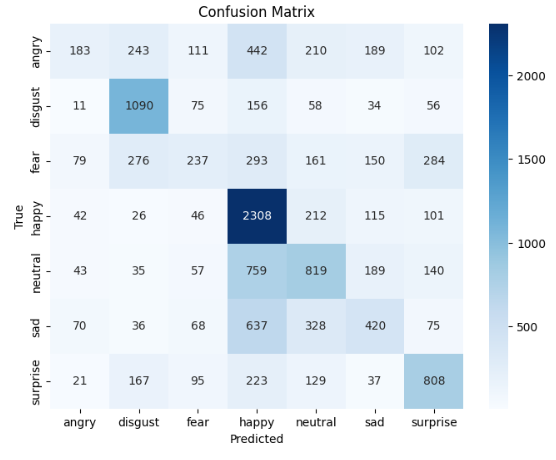 Confusion Matrix
True
angry 183 243 111 442 210 189 102
disgust 11 1090 75 156 58 34 56
fear 79 276 237 293 161 150 284
happy 42 26 46 2308 212 115 101
neutral 43 35 57 759 819 189 140
sad 70 36 68 637 328 420 75
surprise 21 167 95 223 129 37 808
angry disgust fear happy neutral sad surprise
Predicted
2000
1500
1000
500